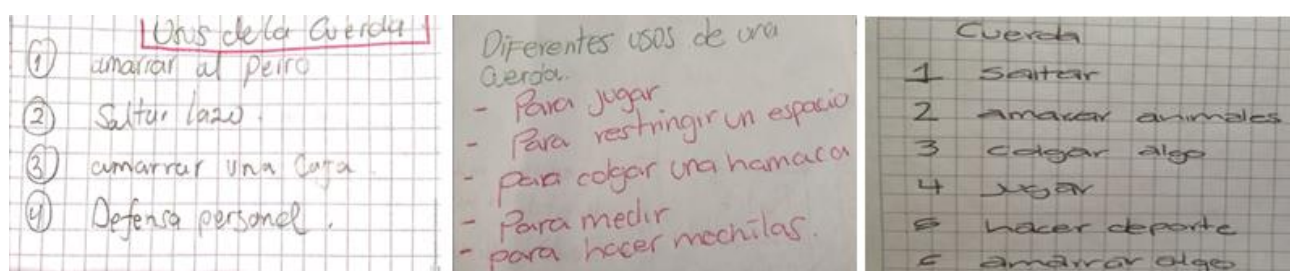 Usos de la Cuerda
① amarrar al perro
② Saltar lazo.
③ amarrar una Caja
④ Defensa personal.
Diferentes usos de una
Cuerda.
- Para jugar
- Para restringir un espacio
- para colgar una hamaca
- Para medir
- para hacer mochilas.
Cuerda
1 saltar
2 amarrar animales
3 colgar algo
4 jugar
5 hacer deporte
6 amarrar algo